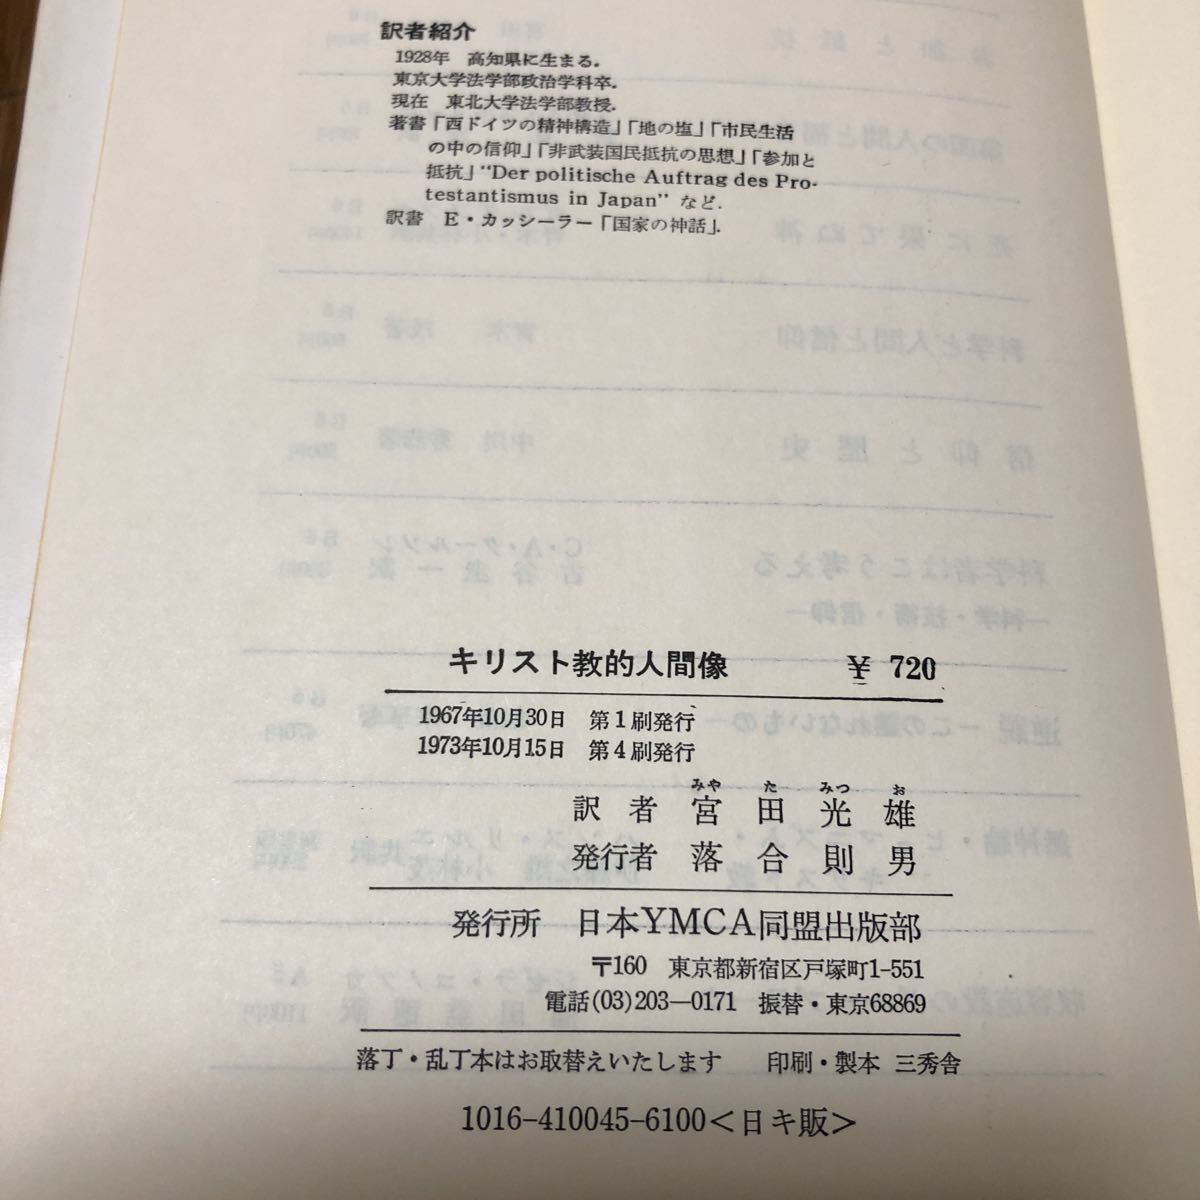 訳者紹介
1928年 高知県に生まる.
東京大学法学部政治学科卒.
現在 東北大学法学部教授.
著書「西ドイツの精神構造」「地の塩」「市民生活
の中の信仰」「非武装国民抵抗の思想」「参加と
抵抗」"Der politische Auftrag des Pro-
testantismus in Japan" など.
訳書 E・カッシーラー「国家の神話」.
キリスト教的人間像 ¥ 720
1967年10月30日 第1刷発行
1973年10月15日 第4刷発行
みや た みつ お
訳者 宮田光雄
発行者 落合則男
発行所 日本YMCA同盟出版部
〒160 東京都新宿区戸塚町1-551
電話(03)203―0171 振替・東京68869
落丁・乱丁本はお取替えいたします 印刷・製本 三秀舎
1016-410045-6100<日キ販>